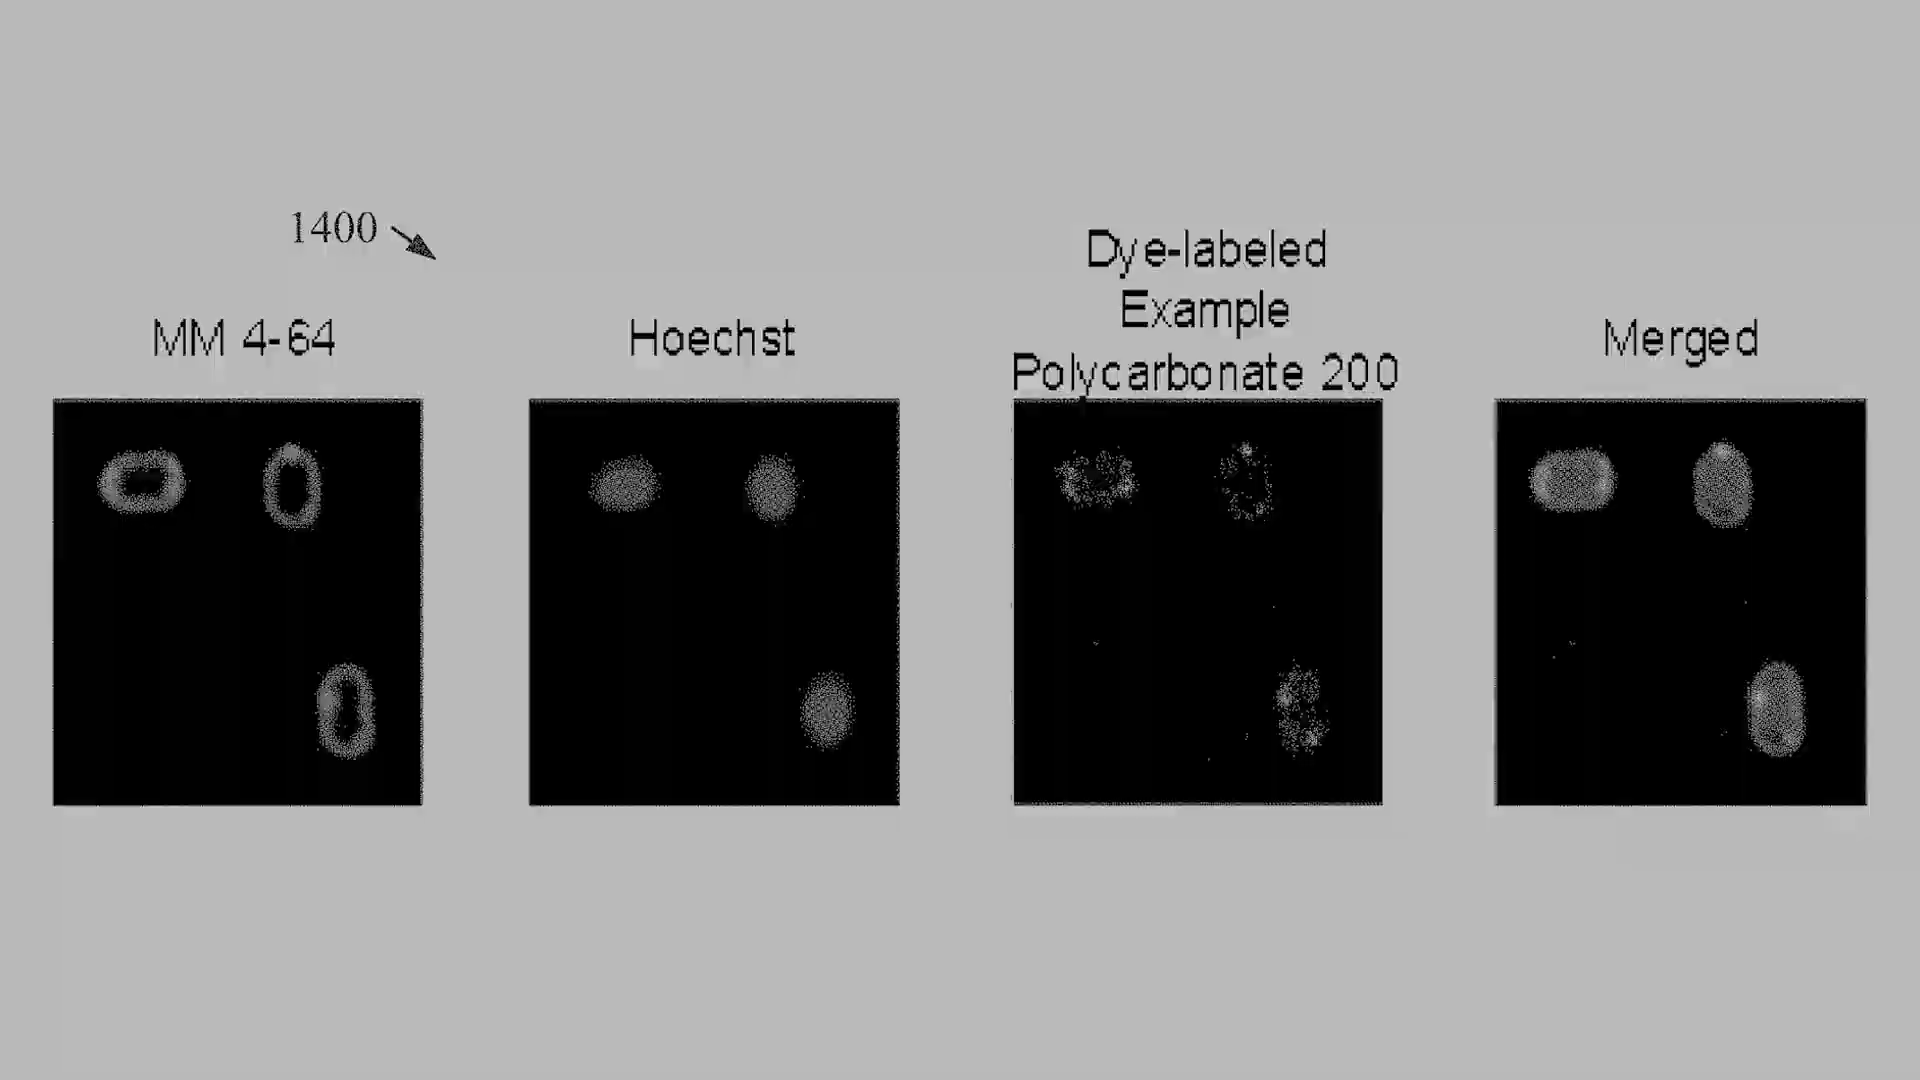 1400
MM 4-64
Hoechst
Dye-labeled
Example
Polycarbonate 200
Merged